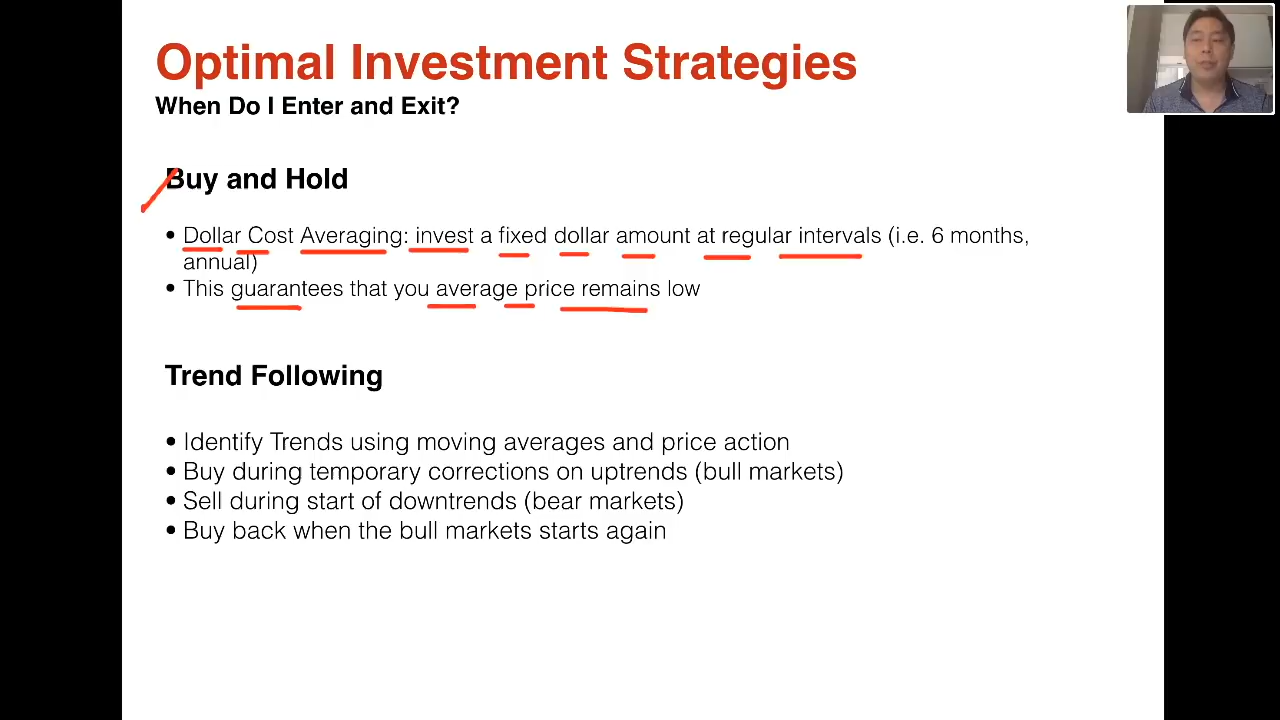 Optimal Investment Strategies
When Do I Enter and Exit?
Buy and Hold
• Dollar Cost Averaging: invest a fixed dollar amount at regular intervals (i.e. 6 months,
annual)
• This guarantees that you average price remains low
Trend Following
• Identify Trends using moving averages and price action
• Buy during temporary corrections on uptrends (bull markets)
• Sell during start of downtrends (bear markets)
• Buy back when the bull markets starts again